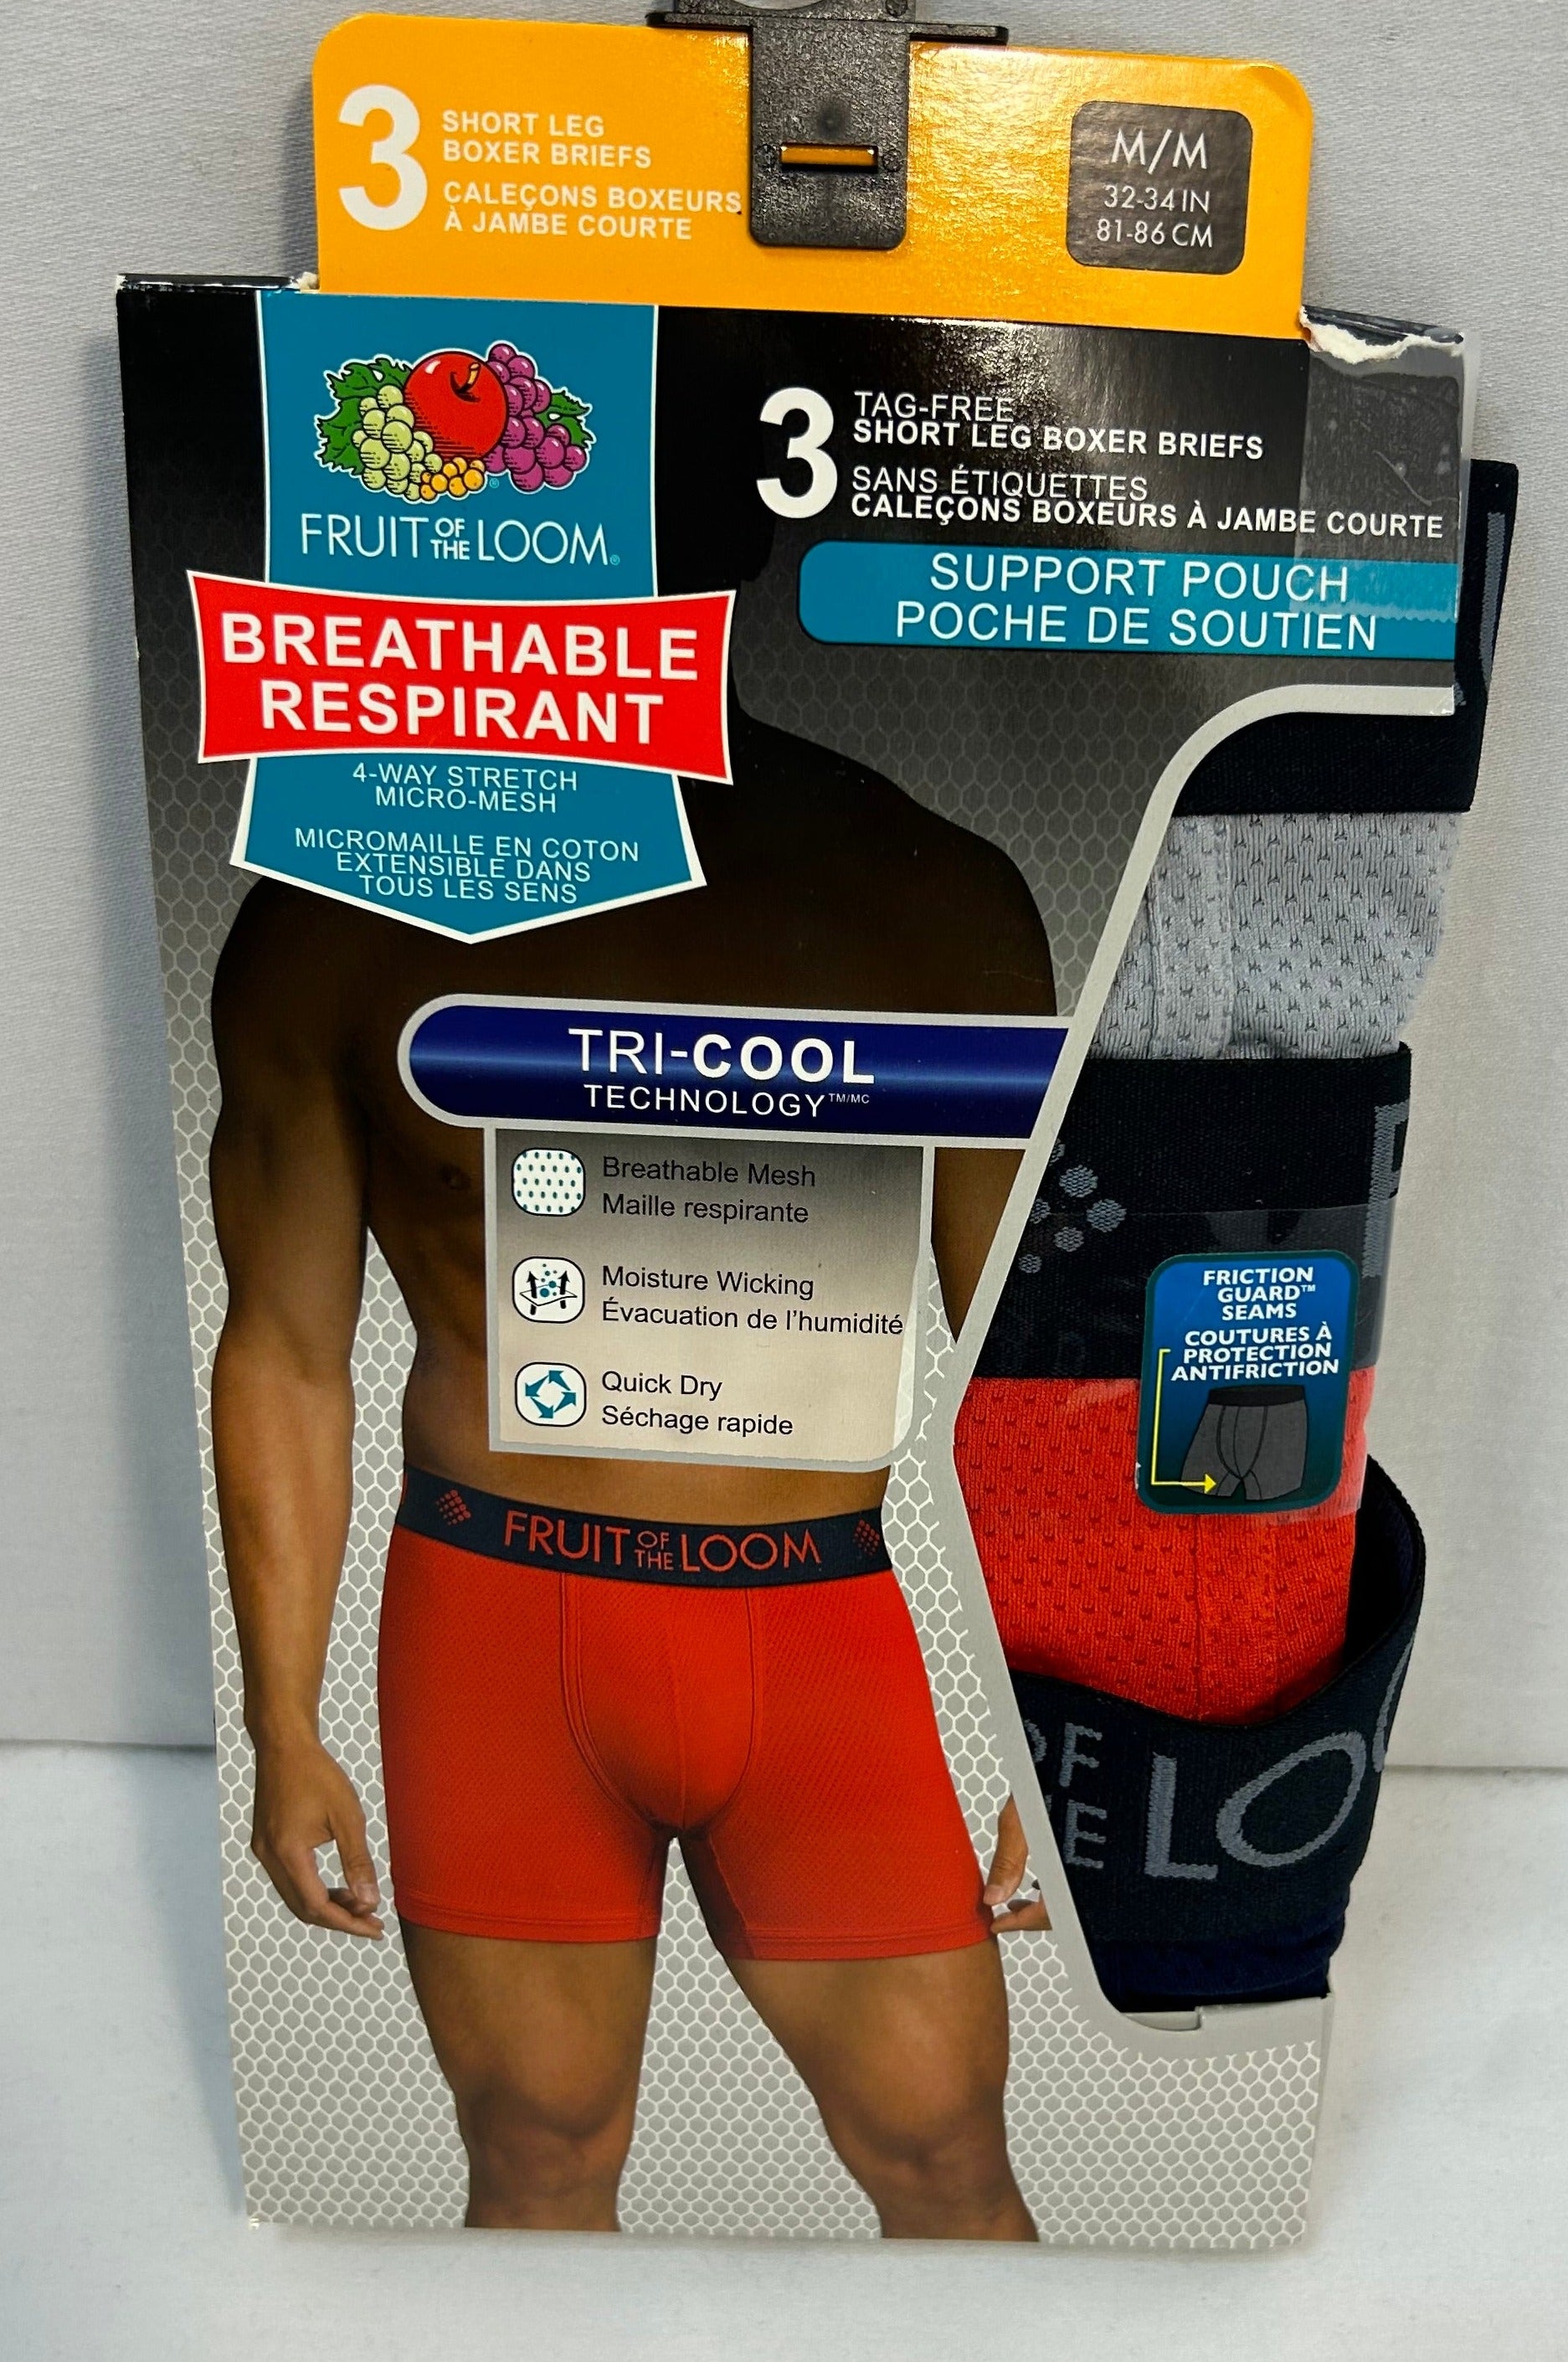 3
SHORT LEG
BOXER BRIEFS
CALEÇONS BOXEURS
À JAMBE COURTE
M/M
32-34 IN
81-86 CM
FRUIT OF THE LOOM®
BREATHABLE
RESPIRANT
4-WAY STRETCH
MICRO-MESH
MICROMAILLE EN COTON
EXTENSIBLE DANS
TOUS LES SENS
3
TAG-FREE
SHORT LEG BOXER BRIEFS
SANS ÉTIQUETTES
CALEÇONS BOXEURS À JAMBE COURTE
SUPPORT POUCH
POCHE DE SOUTIEN
TRI-COOL
TECHNOLOGY™/MC
Breathable Mesh
Maille respirante
Moisture Wicking
Évacuation de l'humidité
Quick Dry
Séchage rapide
FRICTION
GUARD™
SEAMS
COUTURES À
PROTECTION
ANTIFRICTION
FRUIT OF THE LOOM
OF
LOO